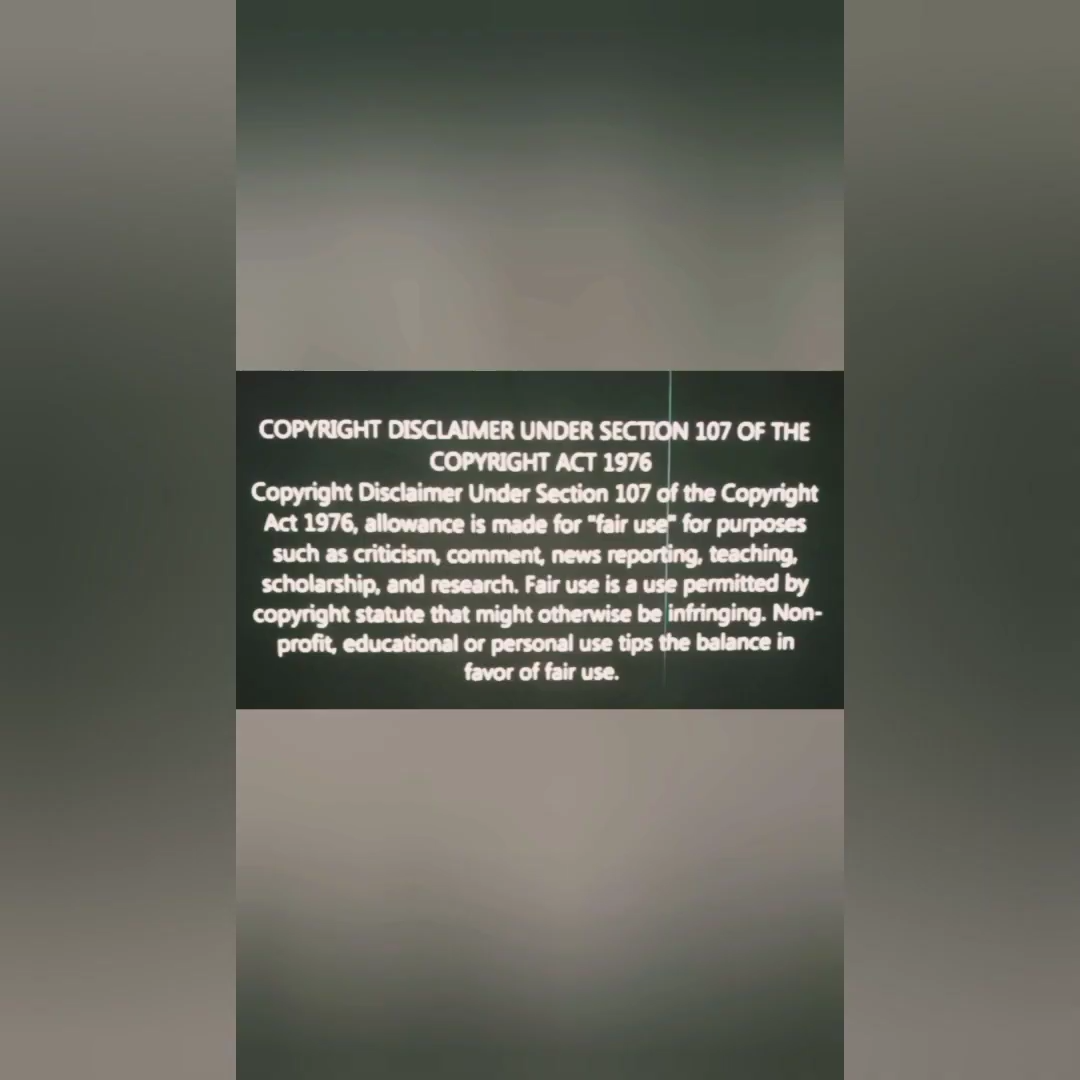 COPYRIGHT DISCLAIMER UNDER SECTION 107 OF THE
COPYRIGHT ACT 1976
Copyright Disclaimer Under Section 107 of the Copyright
Act 1976, allowance is made for "fair use" for purposes
such as criticism, comment, news reporting, teaching,
scholarship, and research. Fair use is a use permitted by
copyright statute that might otherwise be infringing. Non-
profit, educational or personal use tips the balance in
favor of fair use.